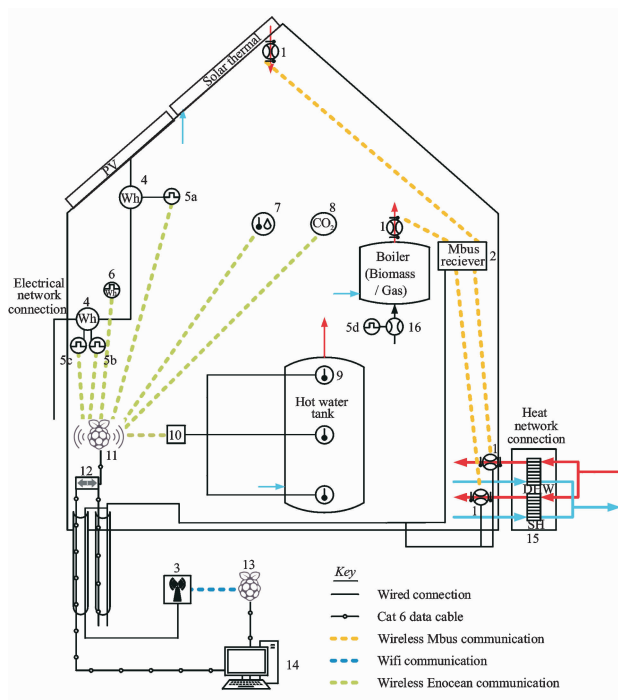 Solar thermal
1
PV
4
Wh
5a
7
8
CO2
1
Mbus
reciever
2
Boiler
(Biomass
/ Gas)
6
Wh
Electrical
network
connection
4
Wh
5c
5b
5d
16
9
Hot water
tank
10
11
12
Heat
network
connection
1
DHW
1
SH
15
3
13
14
Key
Wired connection
Cat 6 data cable
Wireless Mbus communication
Wifi communication
Wireless Enocean communication